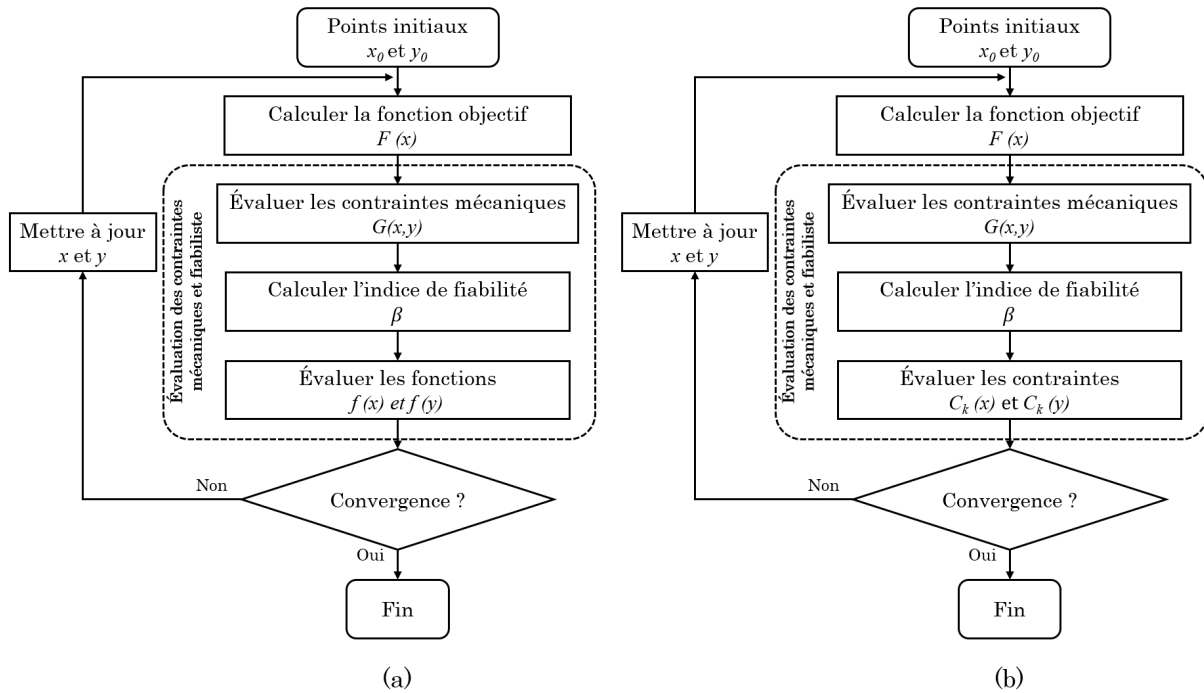 Points initiaux
x0 et y0
Calculer la fonction objectif
F (x)
Évaluation des contraintes
mécaniques et fiabiliste
Évaluer les contraintes mécaniques
G(x,y)
Mettre à jour
x et y
Calculer l'indice de fiabilité
β
Évaluer les fonctions
f (x) et f (y)
Non
Convergence ?
Oui
Fin
(a)
Points initiaux
x0 et y0
Calculer la fonction objectif
F (x)
Évaluation des contraintes
mécaniques et fiabiliste
Évaluer les contraintes mécaniques
G(x,y)
Mettre à jour
x et y
Calculer l'indice de fiabilité
β
Évaluer les contraintes
Ck (x) et Ck (y)
Non
Convergence ?
Oui
Fin
(b)